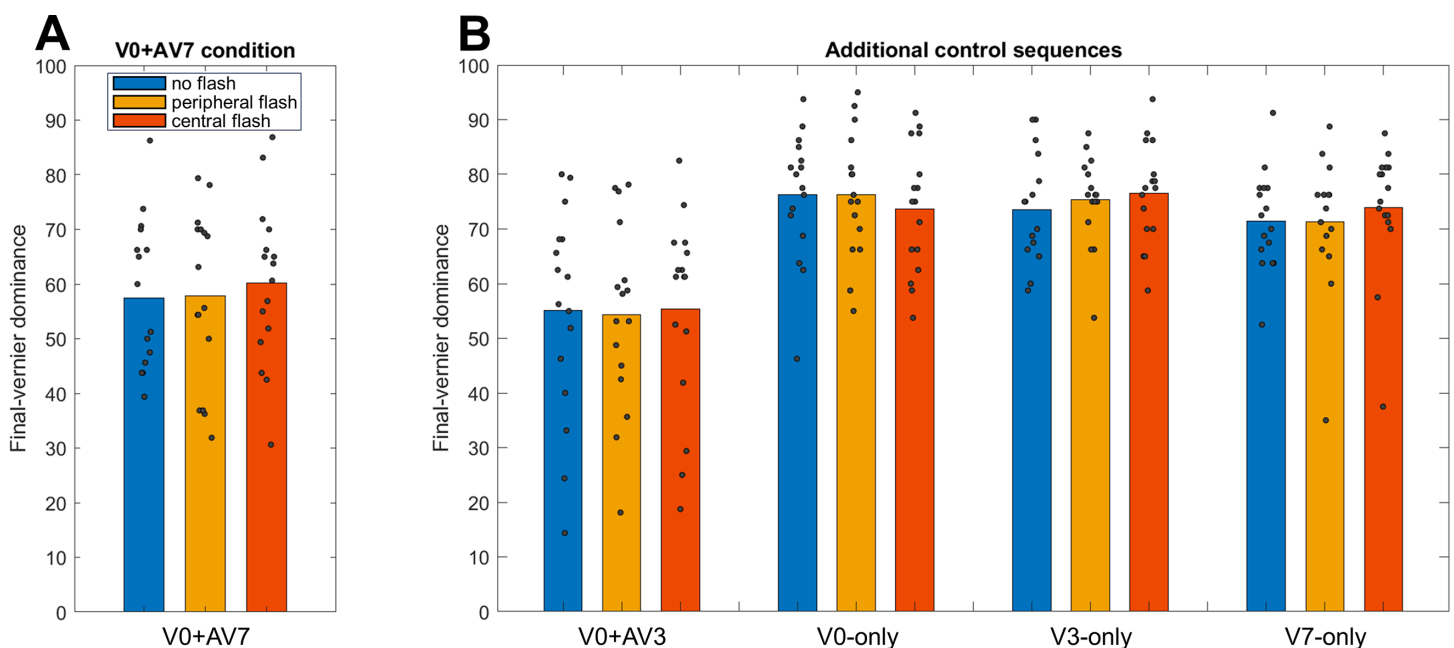 A
V0+AV7 condition
100
90
80
70
60
50
40
30
20
10
0
Final-vernier dominance
no flash
peripheral flash
central flash
V0+AV7
B
Additional control sequences
100
90
80
70
60
50
40
30
20
10
0
Final-vernier dominance
V0+AV3 V0-only V3-only V7-only